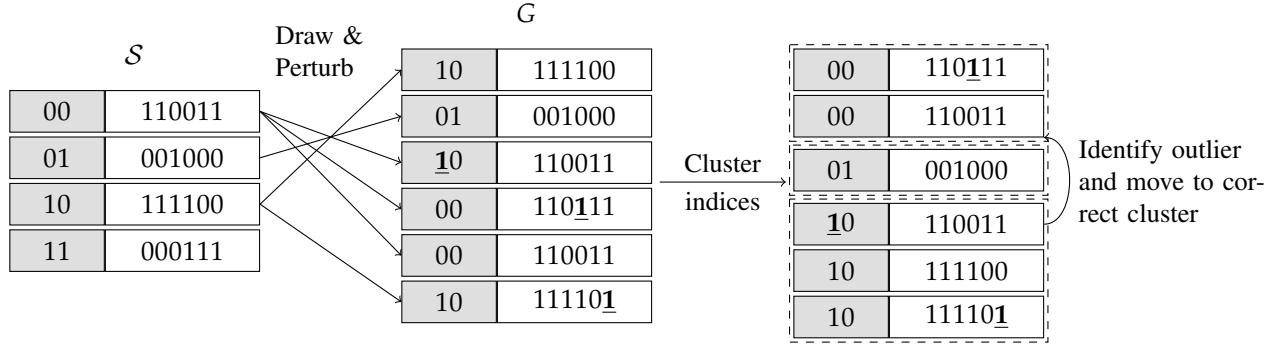 S
00 110011
01 001000
10 111100
11 000111
Draw &
Perturb
G
10 111100
01 001000
10 110011
00 110111
00 110011
10 111101
Cluster
indices
00 110111
00 110011
01 001000
10 110011
10 111100
10 111101
Identify outlier
and move to cor-
rect cluster